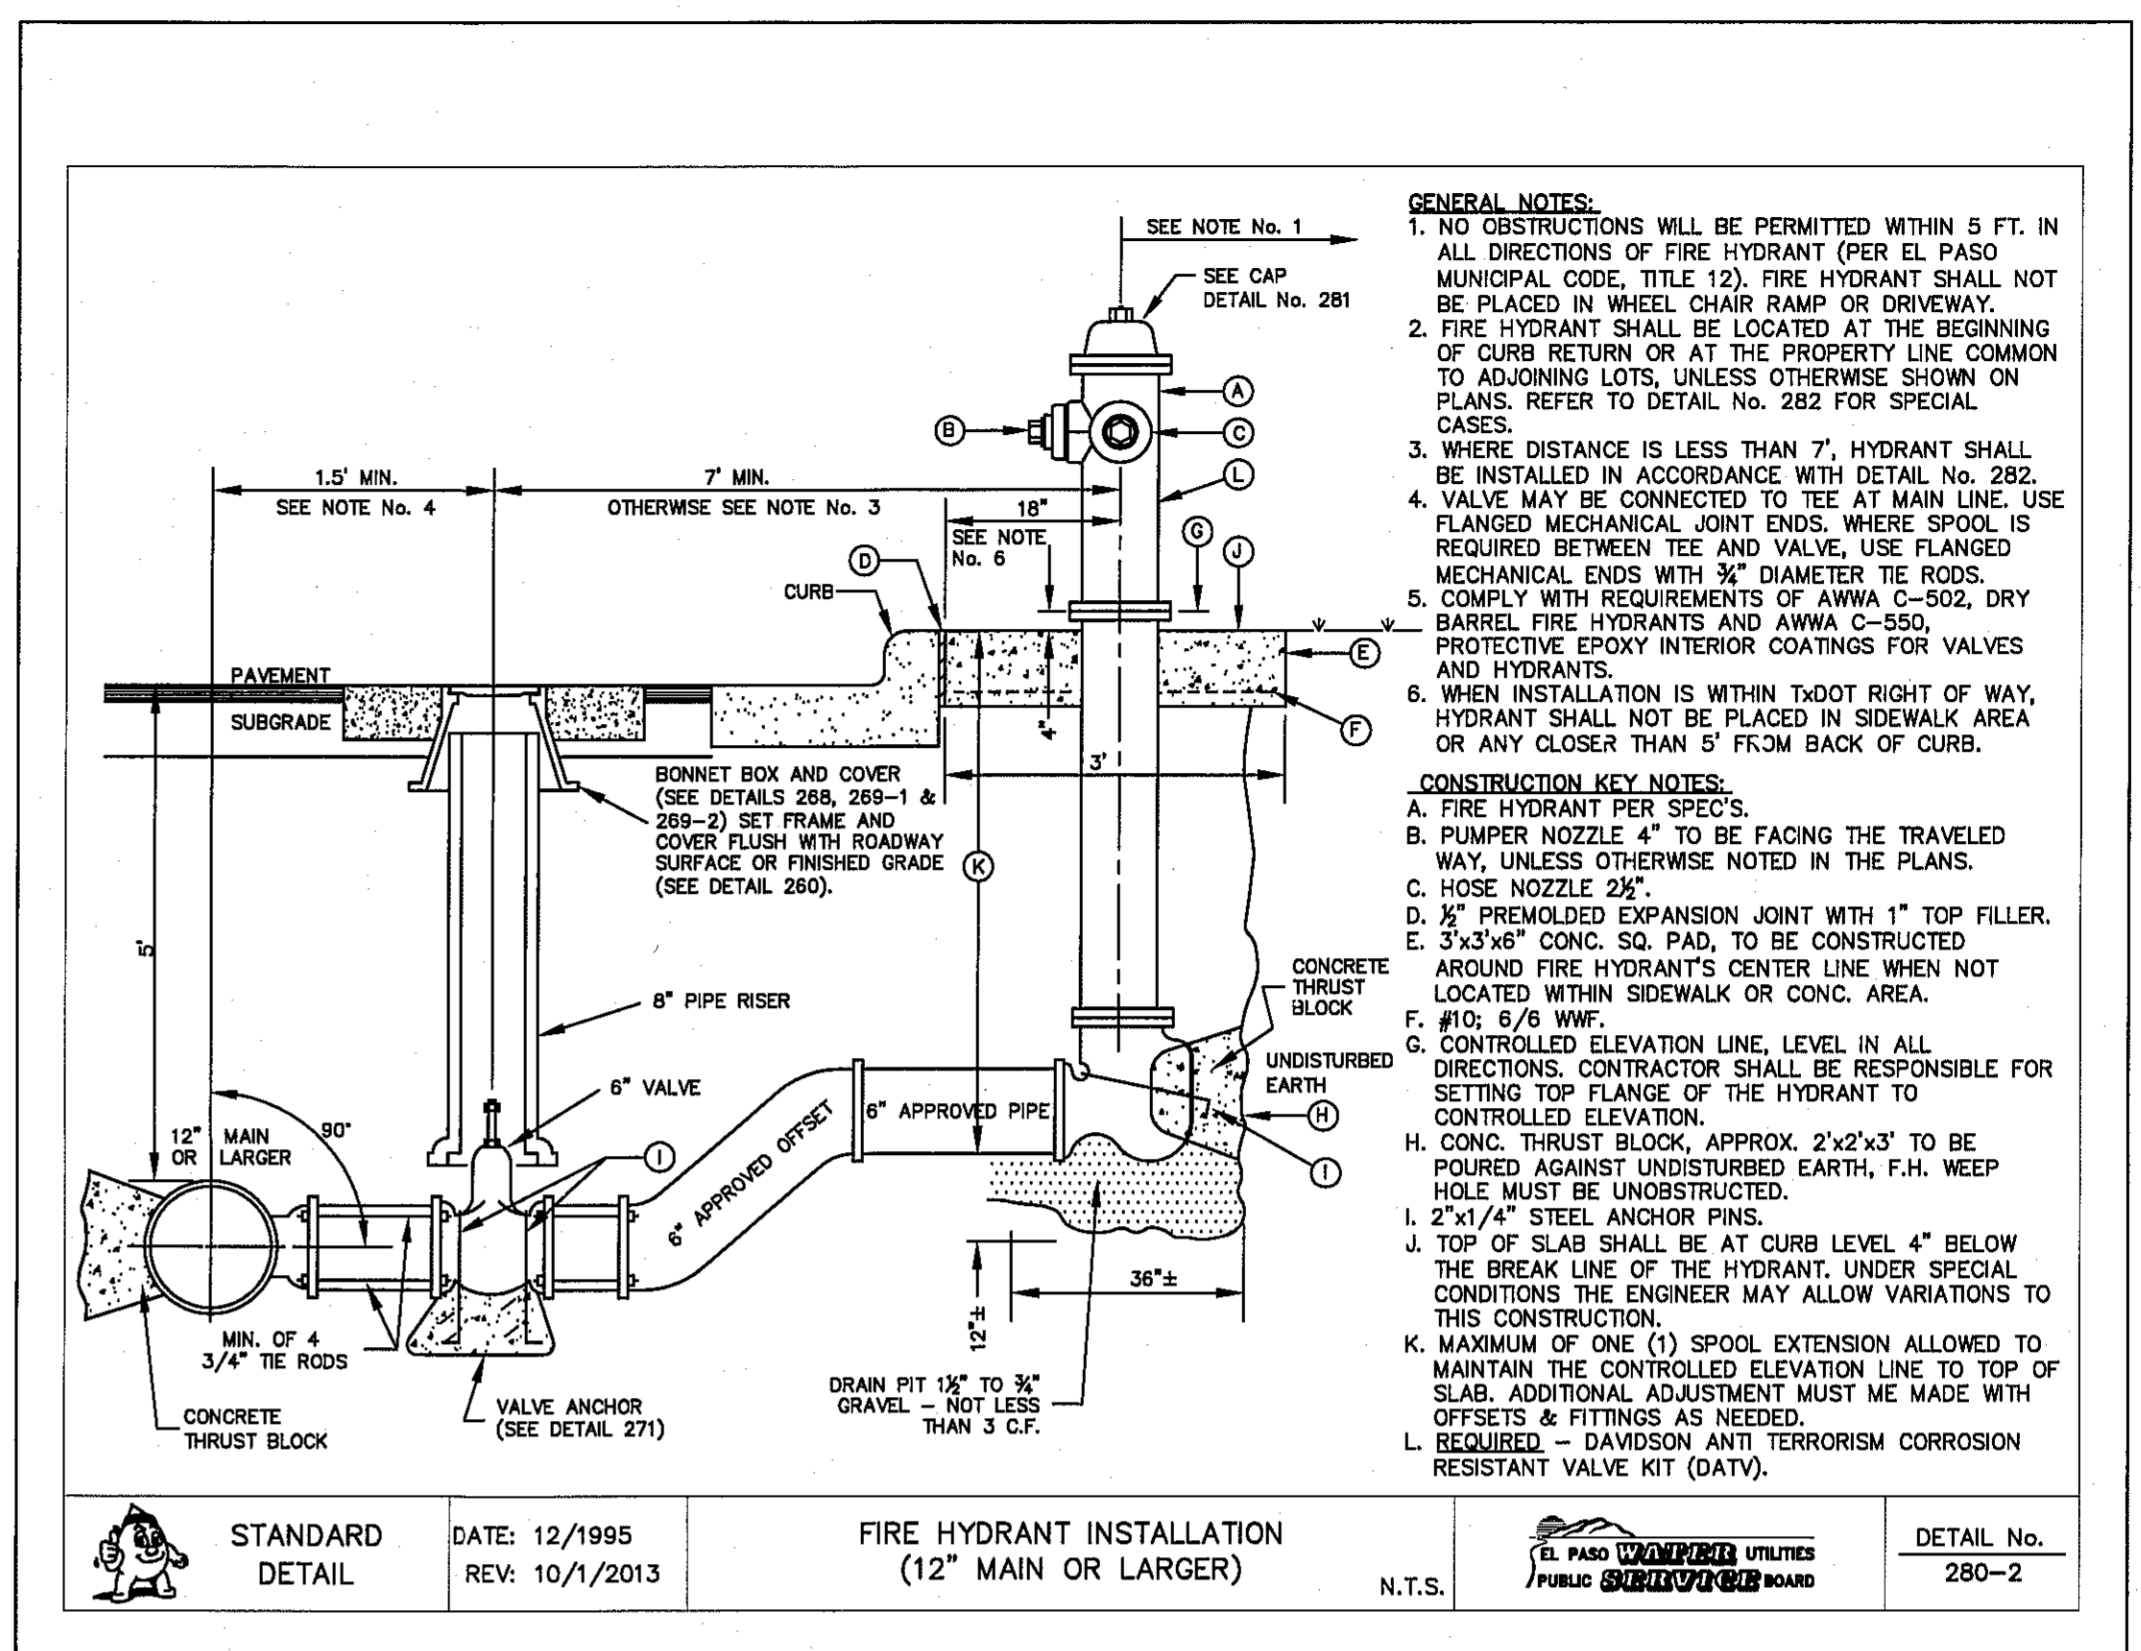 SEE NOTE No. 1
SEE CAP
DETAIL No. 281
A
B
C
L
1.5' MIN.
SEE NOTE No. 4
7' MIN.
OTHERWISE SEE NOTE No. 3
18"
SEE NOTE
No. 6
G
J
D
CURB
E
F
PAVEMENT
SUBGRADE
4"
3'
BONNET BOX AND COVER
(SEE DETAILS 268, 269-1 &
269-2) SET FRAME AND
COVER FLUSH WITH ROADWAY
SURFACE OR FINISHED GRADE
(SEE DETAIL 260).
K
5'
8" PIPE RISER
CONCRETE
THRUST
BLOCK
UNDISTURBED
EARTH
6" VALVE
6" APPROVED PIPE
6" APPROVED OFFSET
H
I
I
90°
12" MAIN
OR LARGER
36"±
12"±
MIN. OF 4
3/4" TIE RODS
VALVE ANCHOR
(SEE DETAIL 271)
CONCRETE
THRUST BLOCK
DRAIN PIT 1½" TO ¾"
GRAVEL – NOT LESS
THAN 3 C.F.
GENERAL NOTES:
1. NO OBSTRUCTIONS WILL BE PERMITTED WITHIN 5 FT. IN
ALL DIRECTIONS OF FIRE HYDRANT (PER EL PASO
MUNICIPAL CODE, TITLE 12). FIRE HYDRANT SHALL NOT
BE PLACED IN WHEEL CHAIR RAMP OR DRIVEWAY.
2. FIRE HYDRANT SHALL BE LOCATED AT THE BEGINNING
OF CURB RETURN OR AT THE PROPERTY LINE COMMON
TO ADJOINING LOTS, UNLESS OTHERWISE SHOWN ON
PLANS. REFER TO DETAIL No. 282 FOR SPECIAL
CASES.
3. WHERE DISTANCE IS LESS THAN 7', HYDRANT SHALL
BE INSTALLED IN ACCORDANCE WITH DETAIL No. 282.
4. VALVE MAY BE CONNECTED TO TEE AT MAIN LINE. USE
FLANGED MECHANICAL JOINT ENDS. WHERE SPOOL IS
REQUIRED BETWEEN TEE AND VALVE, USE FLANGED
MECHANICAL ENDS WITH ¾" DIAMETER TIE RODS.
5. COMPLY WITH REQUIREMENTS OF AWWA C-502, DRY
BARREL FIRE HYDRANTS AND AWWA C-550,
PROTECTIVE EPOXY INTERIOR COATINGS FOR VALVES
AND HYDRANTS.
6. WHEN INSTALLATION IS WITHIN TxDOT RIGHT OF WAY,
HYDRANT SHALL NOT BE PLACED IN SIDEWALK AREA
OR ANY CLOSER THAN 5' FROM BACK OF CURB.
CONSTRUCTION KEY NOTES:
A. FIRE HYDRANT PER SPEC'S.
B. PUMPER NOZZLE 4" TO BE FACING THE TRAVELED
WAY, UNLESS OTHERWISE NOTED IN THE PLANS.
C. HOSE NOZZLE 2½".
D. ½" PREMOLDED EXPANSION JOINT WITH 1" TOP FILLER.
E. 3'x3'x6" CONC. SQ. PAD, TO BE CONSTRUCTED
AROUND FIRE HYDRANT'S CENTER LINE WHEN NOT
LOCATED WITHIN SIDEWALK OR CONC. AREA.
F. #10; 6/6 WWF.
G. CONTROLLED ELEVATION LINE, LEVEL IN ALL
DIRECTIONS. CONTRACTOR SHALL BE RESPONSIBLE FOR
SETTING TOP FLANGE OF THE HYDRANT TO
CONTROLLED ELEVATION.
H. CONC. THRUST BLOCK, APPROX. 2'x2'x3' TO BE
POURED AGAINST UNDISTURBED EARTH, F.H. WEEP
HOLE MUST BE UNOBSTRUCTED.
I. 2"x1/4" STEEL ANCHOR PINS.
J. TOP OF SLAB SHALL BE AT CURB LEVEL 4" BELOW
THE BREAK LINE OF THE HYDRANT. UNDER SPECIAL
CONDITIONS THE ENGINEER MAY ALLOW VARIATIONS TO
THIS CONSTRUCTION.
K. MAXIMUM OF ONE (1) SPOOL EXTENSION ALLOWED TO
MAINTAIN THE CONTROLLED ELEVATION LINE TO TOP OF
SLAB. ADDITIONAL ADJUSTMENT MUST ME MADE WITH
OFFSETS & FITTINGS AS NEEDED.
L. REQUIRED – DAVIDSON ANTI TERRORISM CORROSION
RESISTANT VALVE KIT (DATV).
STANDARD
DETAIL
DATE: 12/1995
REV: 10/1/2013
FIRE HYDRANT INSTALLATION
(12" MAIN OR LARGER)
N.T.S.
EL PASO WATER UTILITIES
PUBLIC SERVICE BOARD
DETAIL No.
280-2